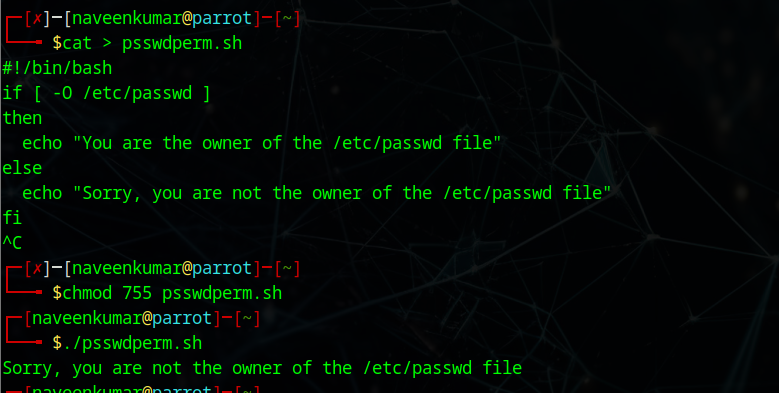 ┌─[✗]─[naveenkumar@parrot]─[~]
└──╼ $cat > psswdperm.sh
#!/bin/bash
if [ -O /etc/passwd ]
then
  echo "You are the owner of the /etc/passwd file"
else
  echo "Sorry, you are not the owner of the /etc/passwd file"
fi
^C
┌─[✗]─[naveenkumar@parrot]─[~]
└──╼ $chmod 755 psswdperm.sh
┌─[naveenkumar@parrot]─[~]
└──╼ $./psswdperm.sh
Sorry, you are not the owner of the /etc/passwd file
┌─[naveenkumar@parrot]─[~]